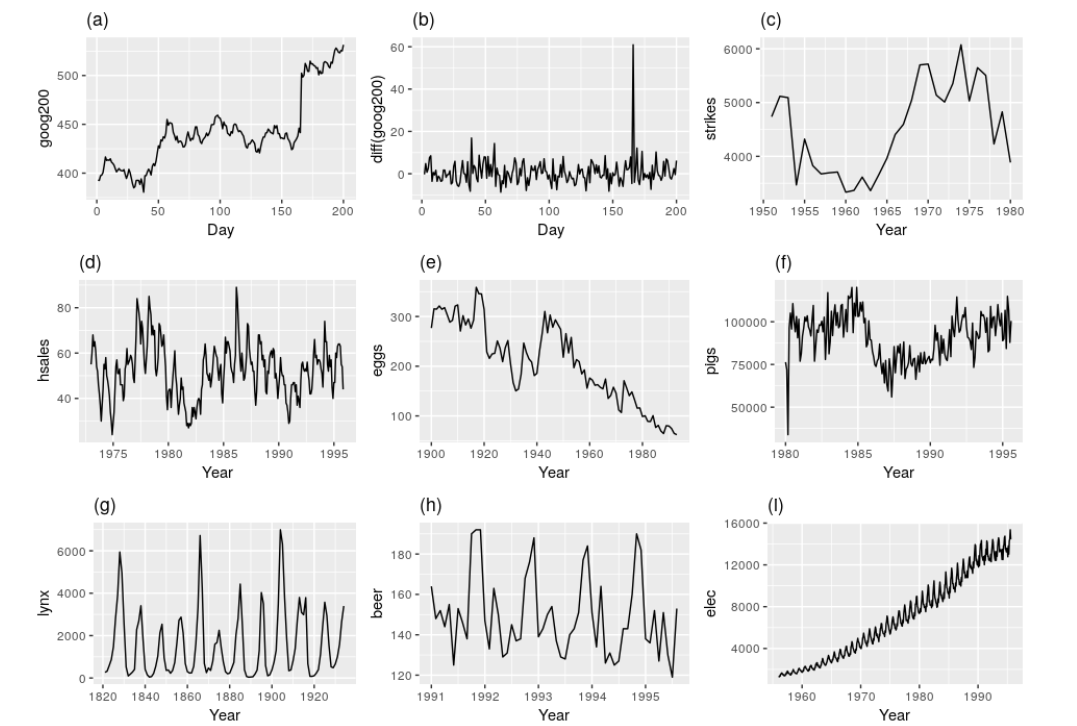 (a)
goog200
500
450
400
0 50 100 150 200
Day
(b)
diff(goog200)
60
40
20
0
0 50 100 150 200
Day
(c)
strikes
6000
5000
4000
1950 1955 1960 1965 1970 1975 1980
Year
(d)
hsales
80
60
40
1975 1980 1985 1990 1995
Year
(e)
eggs
300
200
100
1900 1920 1940 1960 1980
Year
(f)
pigs
100000
75000
50000
1980 1985 1990 1995
Year
(g)
lynx
6000
4000
2000
0
1820 1840 1860 1880 1900 1920
Year
(h)
beer
180
160
140
120
1991 1992 1993 1994 1995
Year
(I)
elec
16000
12000
8000
4000
1960 1970 1980 1990
Year